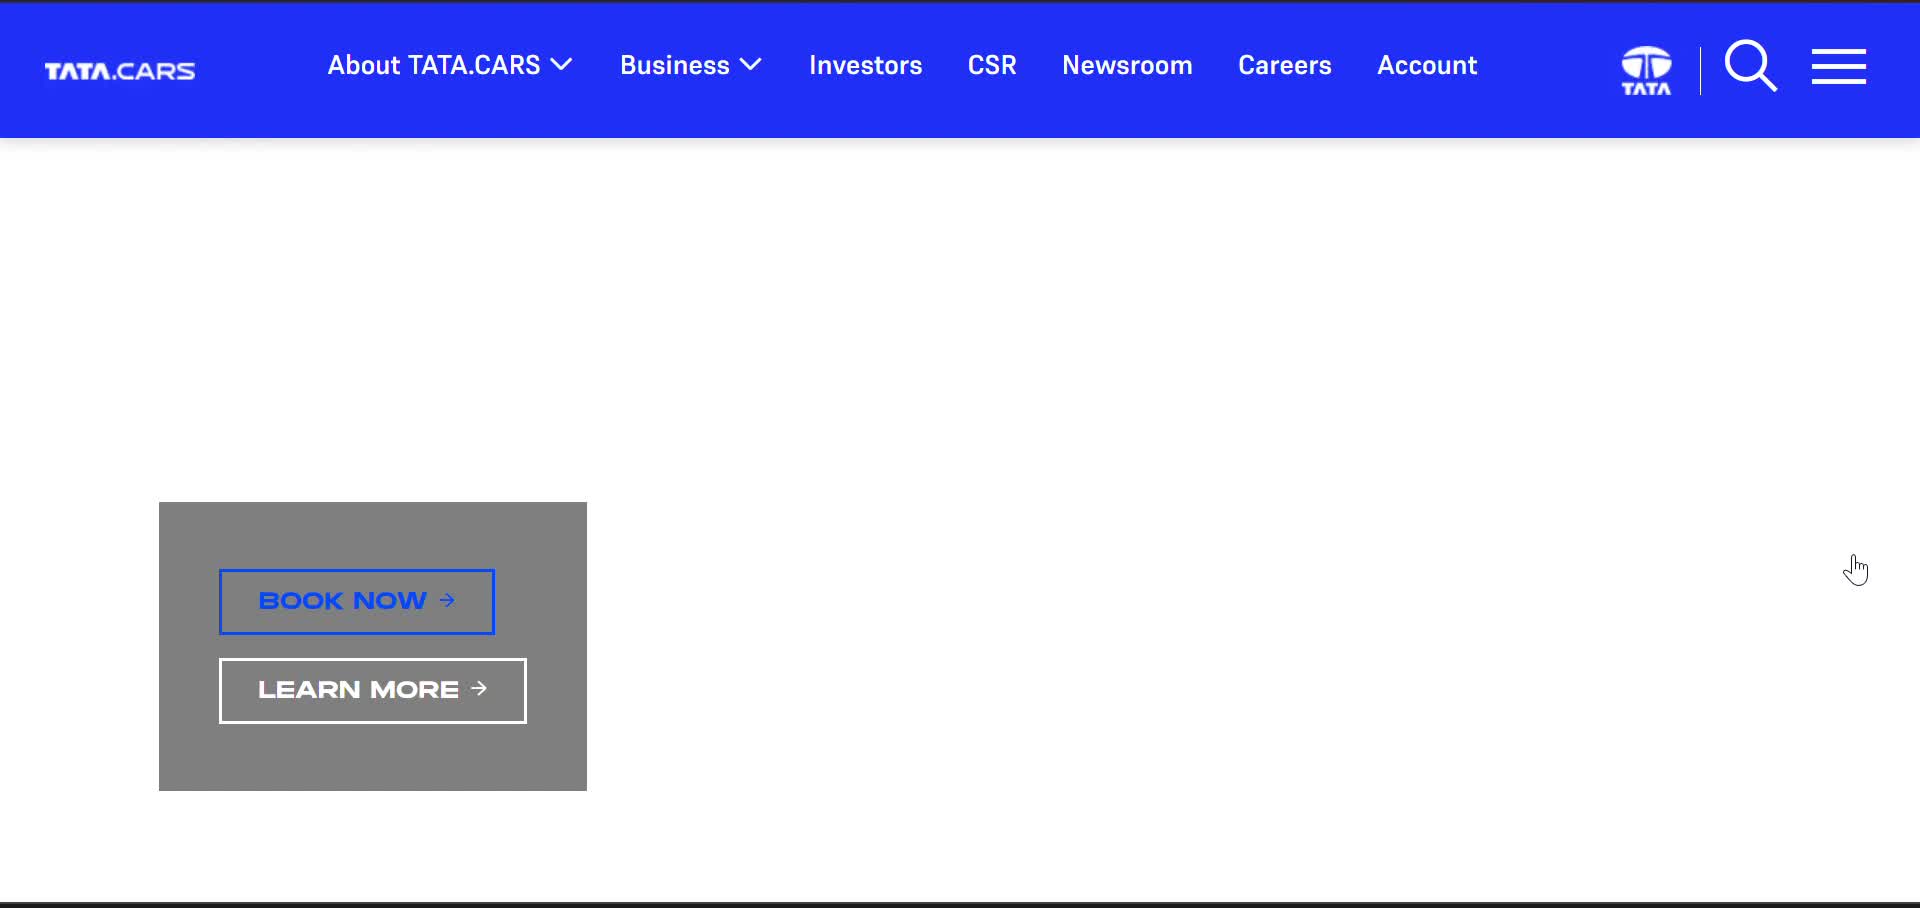 TATA.CARS
About TATA.CARS
Business
Investors
CSR
Newsroom
Careers
Account
TATA
BOOK NOW →
LEARN MORE →